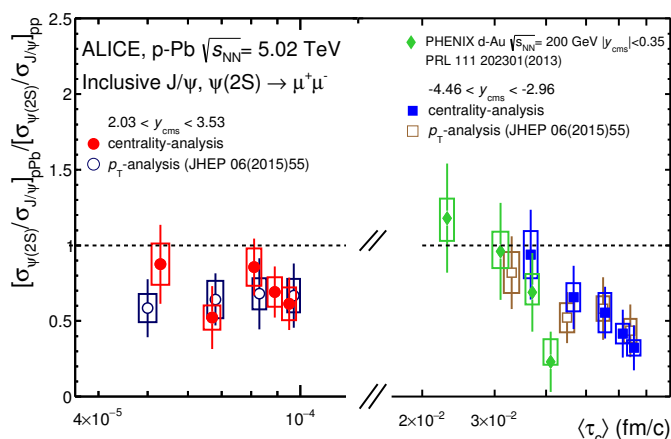 [σψ(2S)/σJ/ψ]pPb/[σψ(2S)/σJ/ψ]pp
2.5
2
1.5
1
0.5
0
ALICE, p-Pb √sNN = 5.02 TeV
Inclusive J/ψ, ψ(2S) → μ+μ-
2.03 < ycms < 3.53
centrality-analysis
pT-analysis (JHEP 06(2015)55)
PHENIX d-Au √sNN = 200 GeV |ycms|<0.35
PRL 111 202301(2013)
-4.46 < ycms < -2.96
centrality-analysis
pT-analysis (JHEP 06(2015)55)
4×10⁻⁵
10⁻⁴
2×10⁻²
3×10⁻²
(fm/c)